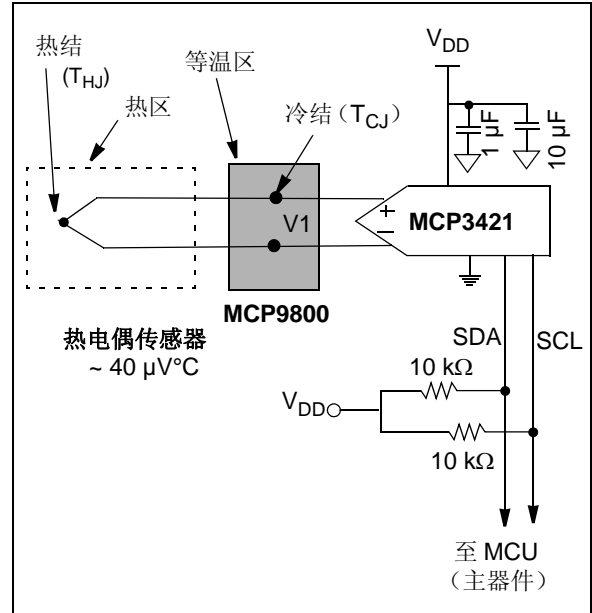 热结
(THJ)
热区
等温区
冷结（TCJ）
VDD
1 µF
10 µF
+
−
V1
MCP3421
MCP9800
热电偶传感器
~ 40 µV°C
SDA
SCL
10 kΩ
VDD
10 kΩ
至 MCU
（主器件）